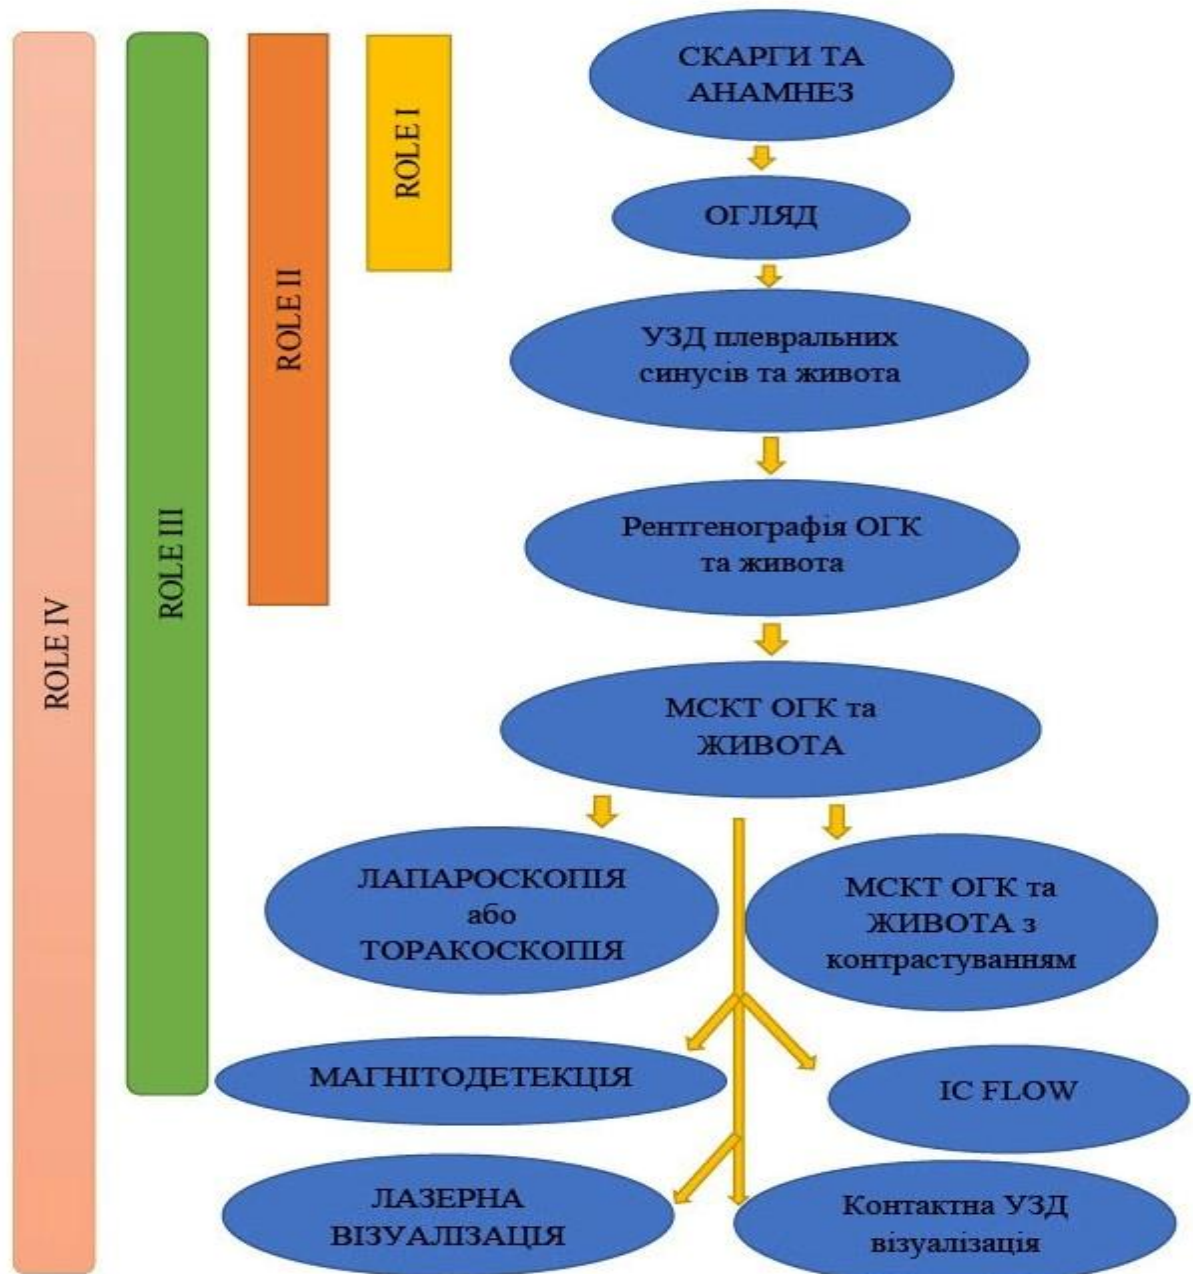 ROLE IV
ROLE III
ROLE II
ROLE I
СКАРГИ ТА
АНАМНЕЗ
ОГЛЯД
УЗД плевральних
синусів та живота
Рентгенографія ОГК
та живота
МСКТ ОГК та
ЖИВОТА
ЛАПАРОСКОПІЯ
або
ТОРАКОСКОПІЯ
МСКТ ОГК та
ЖИВОТА з
контрастуванням
МАГНІТОДЕТЕКЦІЯ
IC FLOW
ЛАЗЕРНА
ВІЗУАЛІЗАЦІЯ
Контактна УЗД
візуалізація